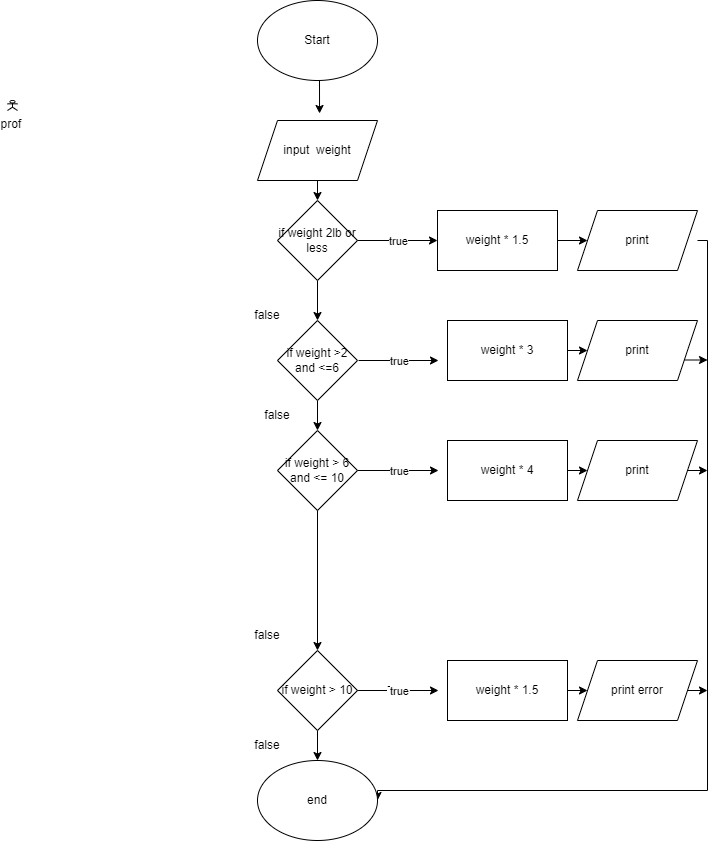 Start
prof
input weight
if weight 2lb or
less
true
weight * 1.5
print
false
if weight >2
and <=6
true
weight * 3
print
false
if weight > 6
and <= 10
true
weight * 4
print
false
if weight > 10
true
weight * 1.5
print error
false
end